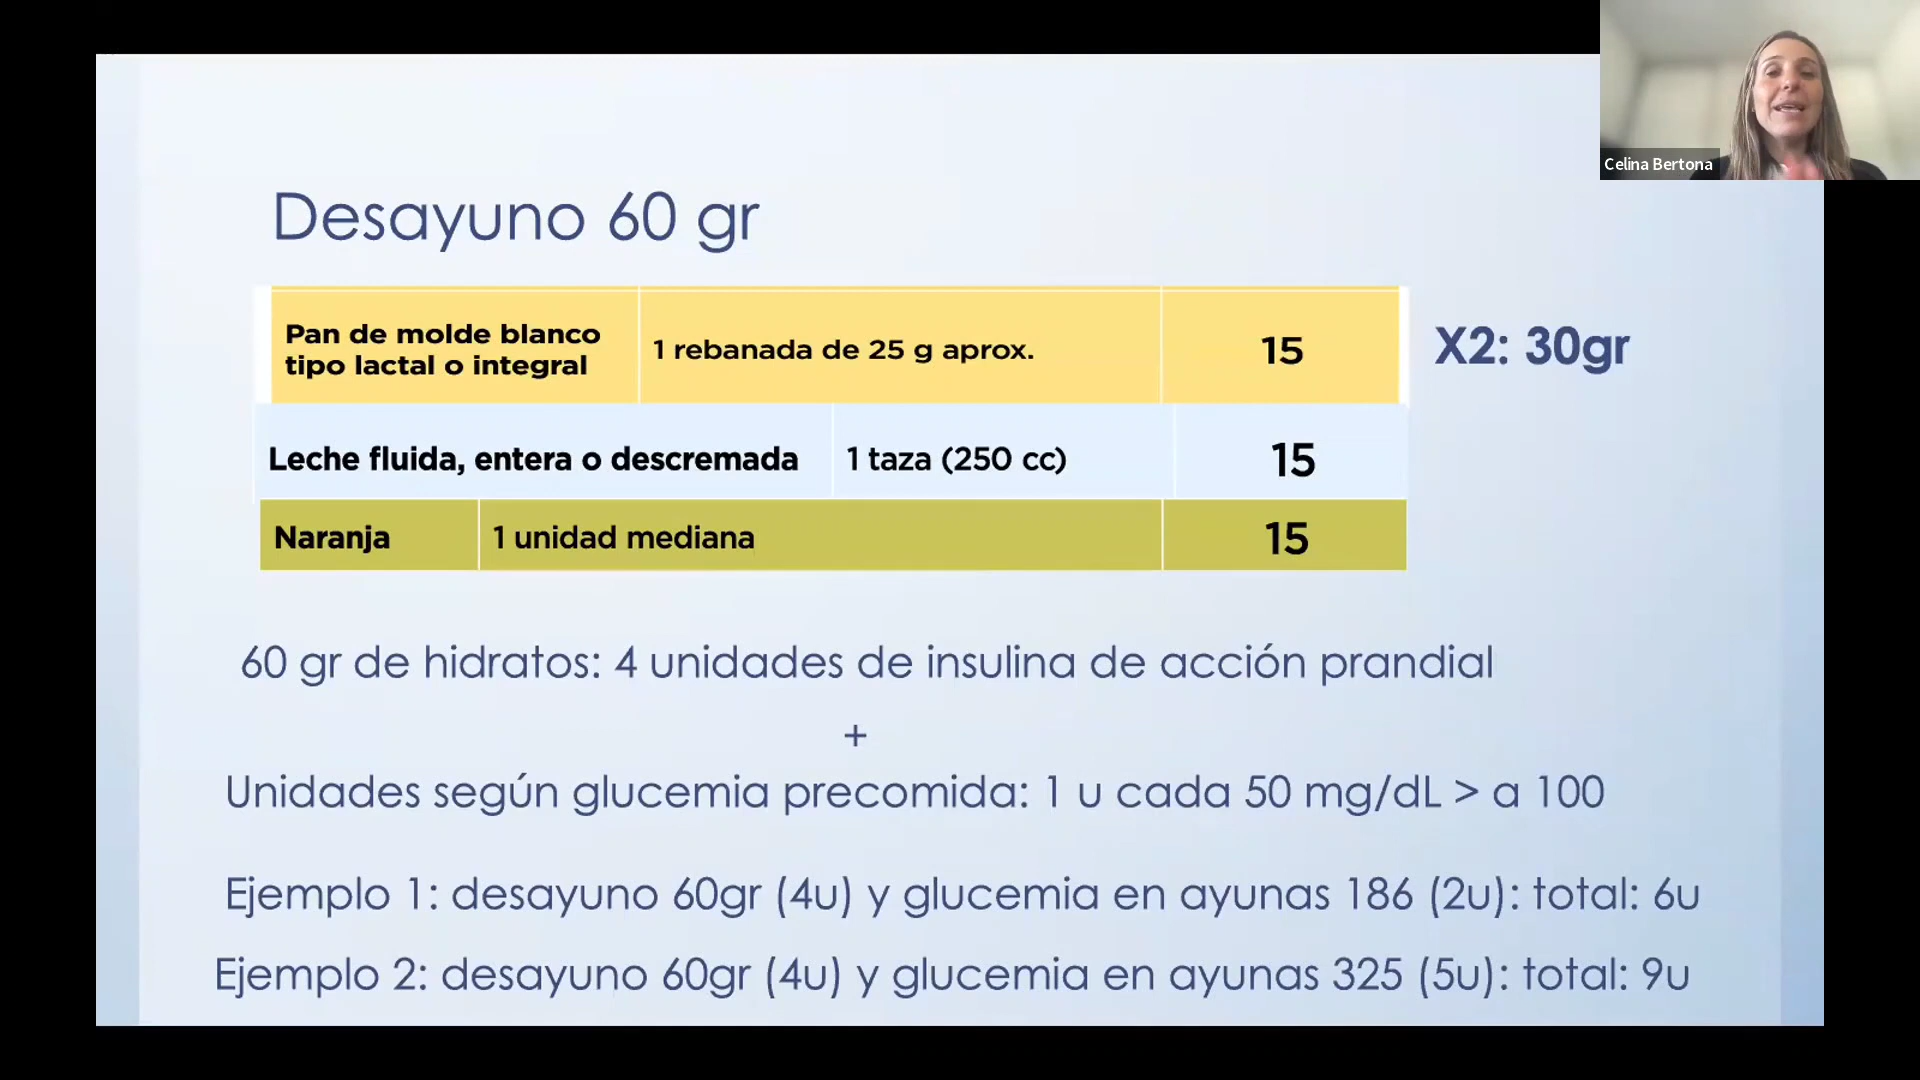 Celina Bertona
Desayuno 60 gr
Pan de molde blanco
tipo lactal o integral
1 rebanada de 25 g aprox.
15
X2: 30gr
Leche fluida, entera o descremada
1 taza (250 cc)
15
Naranja
1 unidad mediana
15
60 gr de hidratos: 4 unidades de insulina de acción prandial
+
Unidades según glucemia precomida: 1 u cada 50 mg/dL > a 100
Ejemplo 1: desayuno 60gr (4u) y glucemia en ayunas 186 (2u): total: 6u
Ejemplo 2: desayuno 60gr (4u) y glucemia en ayunas 325 (5u): total: 9u